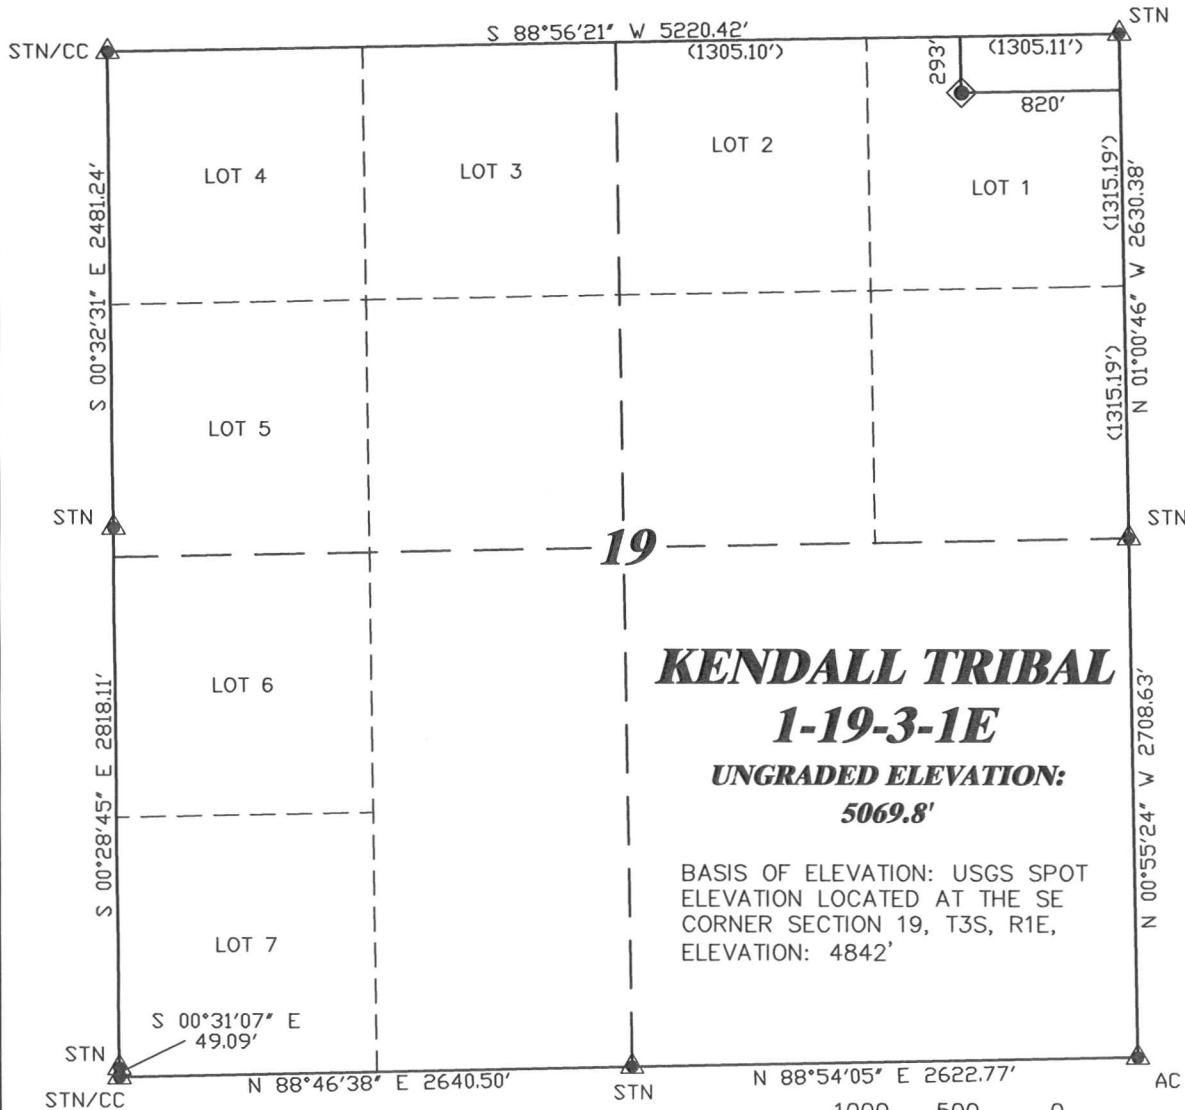 STN
S 88°56'21" W 5220.42'
STN/CC
(1305.10')
293'
(1305.11')
820'
LOT 4
LOT 3
LOT 2
LOT 1
(1315.19')
N 01°00'46" W 2630.38'
S 00°32'31" E 2481.24'
(1315.19')
LOT 5
STN
STN
19
LOT 6
KENDALL TRIBAL
1-19-3-1E
UNGRADED ELEVATION:
5069.8'
S 00°28'45" E 2818.11'
N 00°55'24" W 2708.63'
BASIS OF ELEVATION: USGS SPOT
ELEVATION LOCATED AT THE SE
CORNER SECTION 19, T3S, R1E,
ELEVATION: 4842'
LOT 7
S 00°31'07" E
49.09'
STN
STN/CC
N 88°46'38" E 2640.50'
STN
N 88°54'05" E 2622.77'
AC
1000 500 0